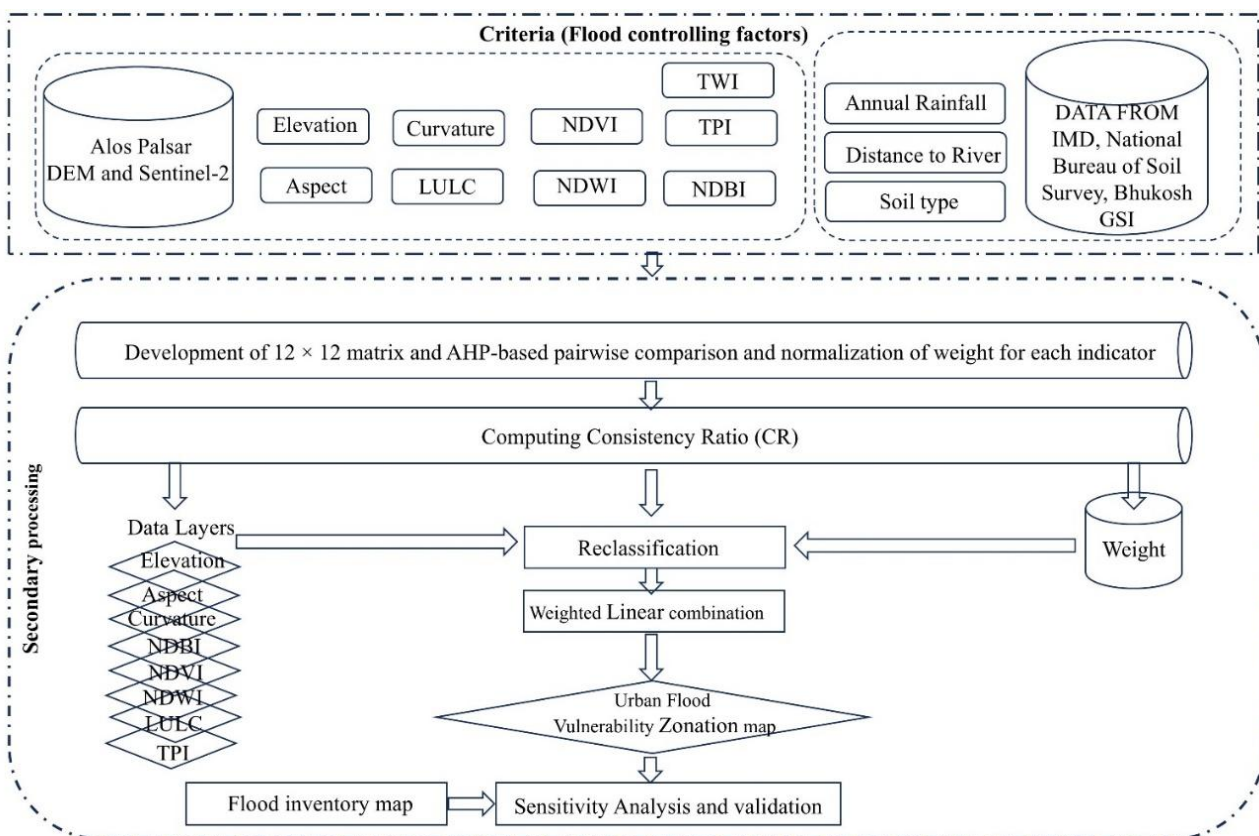 Criteria (Flood controlling factors)
Alos Palsar
DEM and Sentinel-2
Elevation
Curvature
NDVI
TWI
TPI
Aspect
LULC
NDWI
NDBI
Annual Rainfall
Distance to River
Soil type
DATA FROM
IMD, National
Bureau of Soil
Survey, Bhukosh
GSI
Secondary processing
Development of 12 × 12 matrix and AHP-based pairwise comparison and normalization of weight for each indicator
Computing Consistency Ratio (CR)
Data Layers
Elevation
Aspect
Curvature
NDBI
NDVI
NDWI
LULC
TPI
Reclassification
Weight
Weighted Linear combination
Urban Flood
Vulnerability Zonation map
Flood inventory map
Sensitivity Analysis and validation